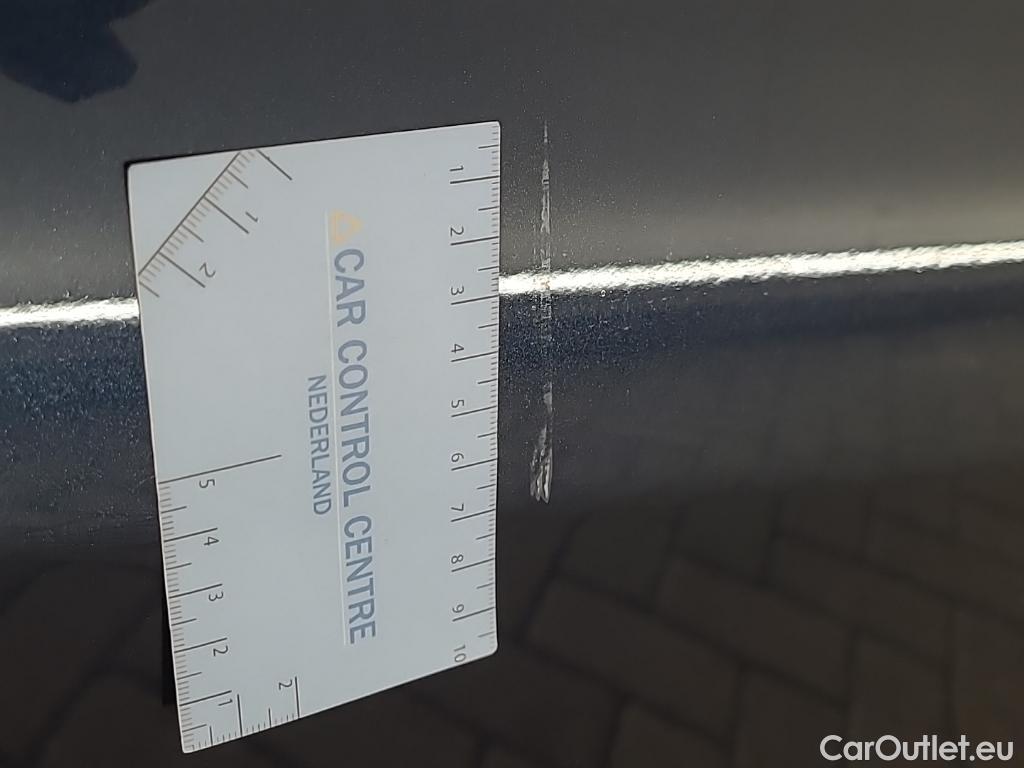 CAR CONTROL CENTRE
NEDERLAND
1 2 3 4 5 6 7 8 9 10
1 2
5 4 3 2 1
2
CarOutlet.eu